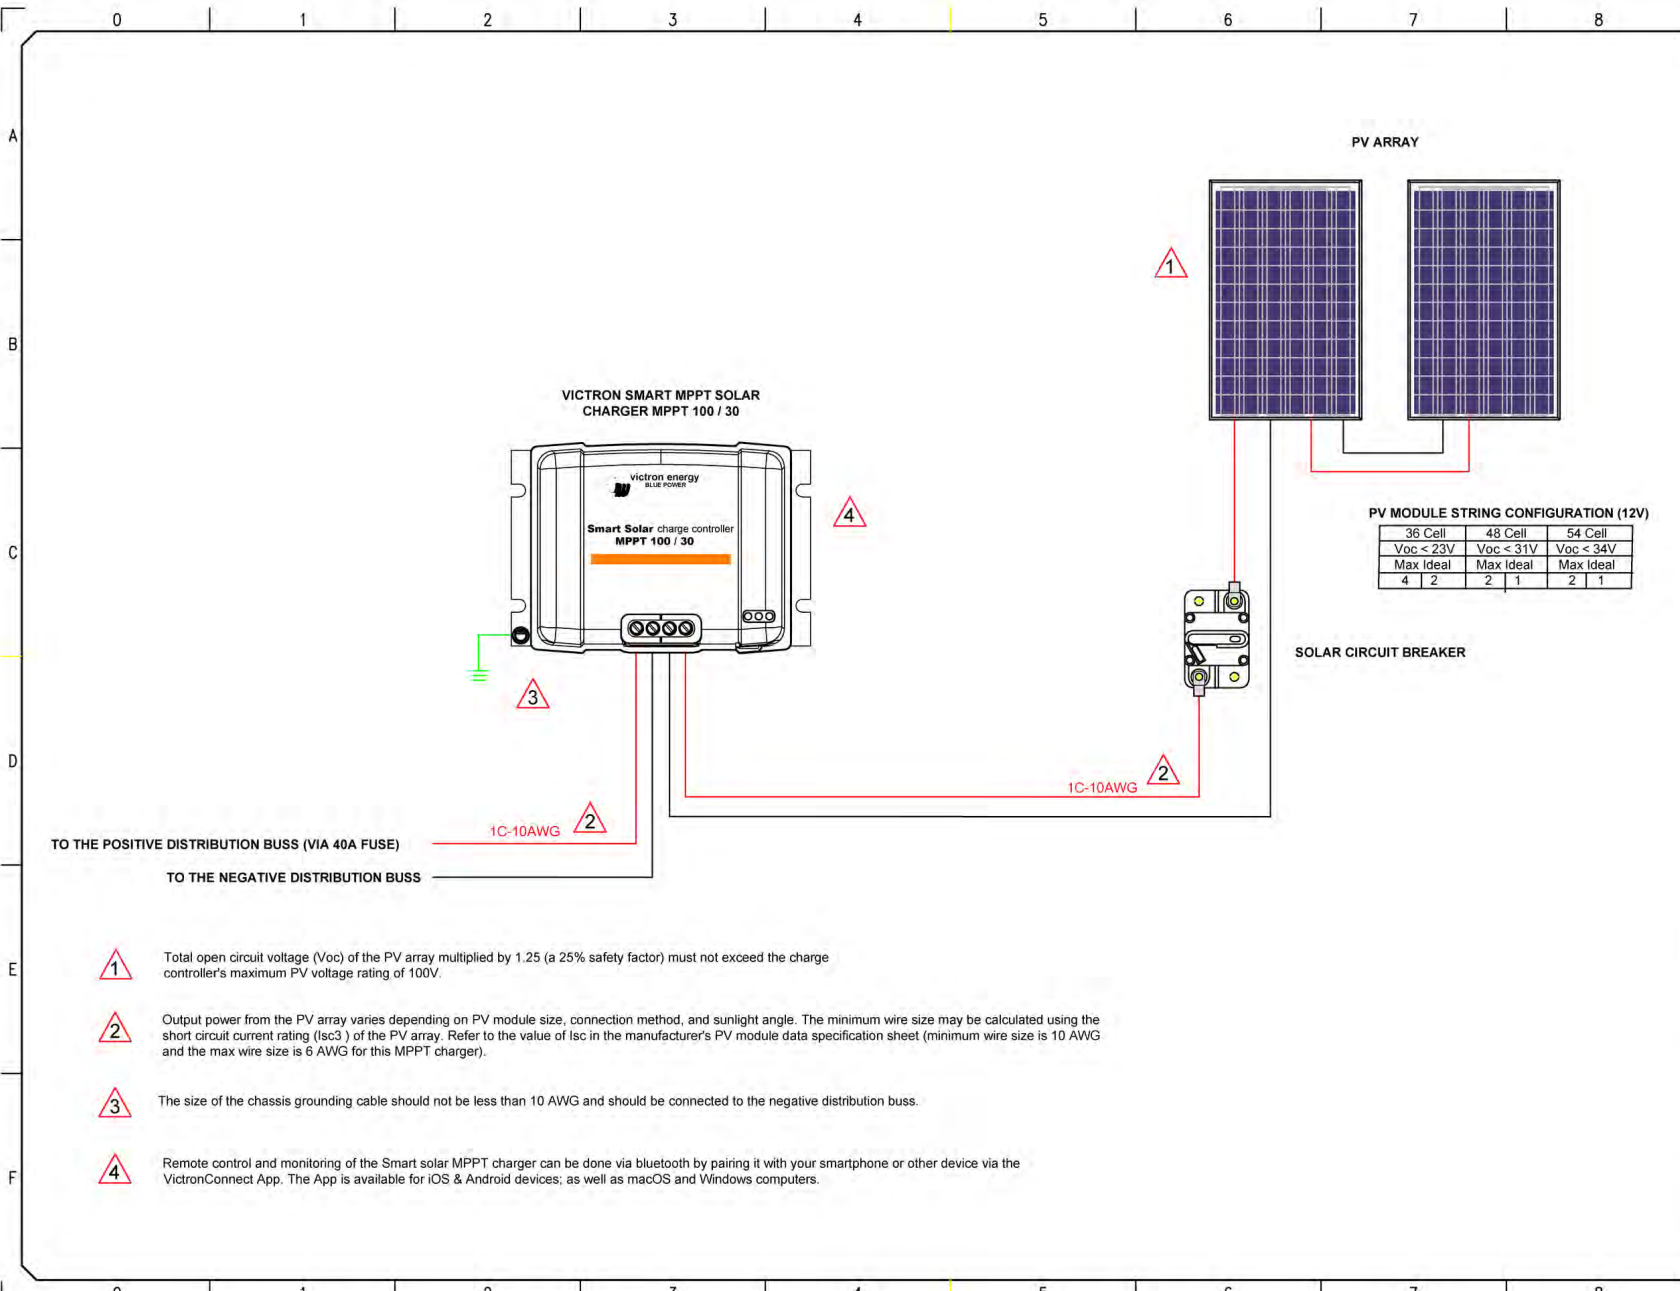 0 1 2 3 4 5 6 7 8
A
B
C
D
E
F
PV ARRAY
1
VICTRON SMART MPPT SOLAR
CHARGER MPPT 100 / 30
victron energy
BLUE POWER
Smart Solar charge controller
MPPT 100 / 30
4
3
PV MODULE STRING CONFIGURATION (12V)
36 Cell 48 Cell 54 Cell
Voc < 23V Voc < 31V Voc < 34V
Max Ideal Max Ideal Max Ideal
4 2 2 1 2 1
SOLAR CIRCUIT BREAKER
1C-10AWG 2
1C-10AWG 2
TO THE POSITIVE DISTRIBUTION BUSS (VIA 40A FUSE)
TO THE NEGATIVE DISTRIBUTION BUSS
1 Total open circuit voltage (Voc) of the PV array multiplied by 1.25 (a 25% safety factor) must not exceed the charge
controller's maximum PV voltage rating of 100V.
2 Output power from the PV array varies depending on PV module size, connection method, and sunlight angle. The minimum wire size may be calculated using the
short circuit current rating (Isc3 ) of the PV array. Refer to the value of Isc in the manufacturer's PV module data specification sheet (minimum wire size is 10 AWG
and the max wire size is 6 AWG for this MPPT charger).
3 The size of the chassis grounding cable should not be less than 10 AWG and should be connected to the negative distribution buss.
4 Remote control and monitoring of the Smart solar MPPT charger can be done via bluetooth by pairing it with your smartphone or other device via the
VictronConnect App. The App is available for iOS & Android devices; as well as macOS and Windows computers.